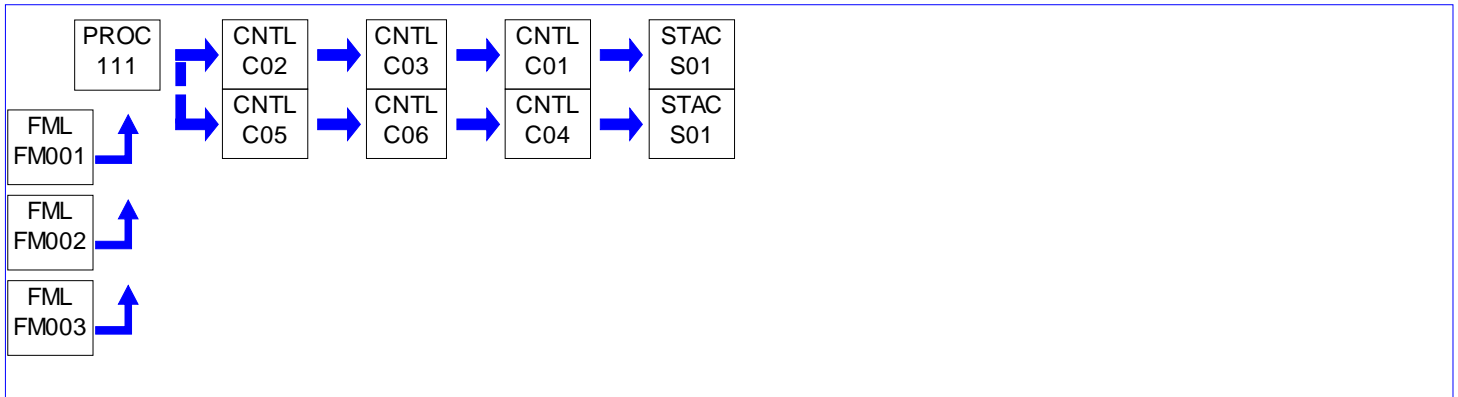 PROC
111
CNTL
C02
CNTL
C03
CNTL
C01
STAC
S01
CNTL
C05
CNTL
C06
CNTL
C04
STAC
S01
FML
FM001
FML
FM002
FML
FM003